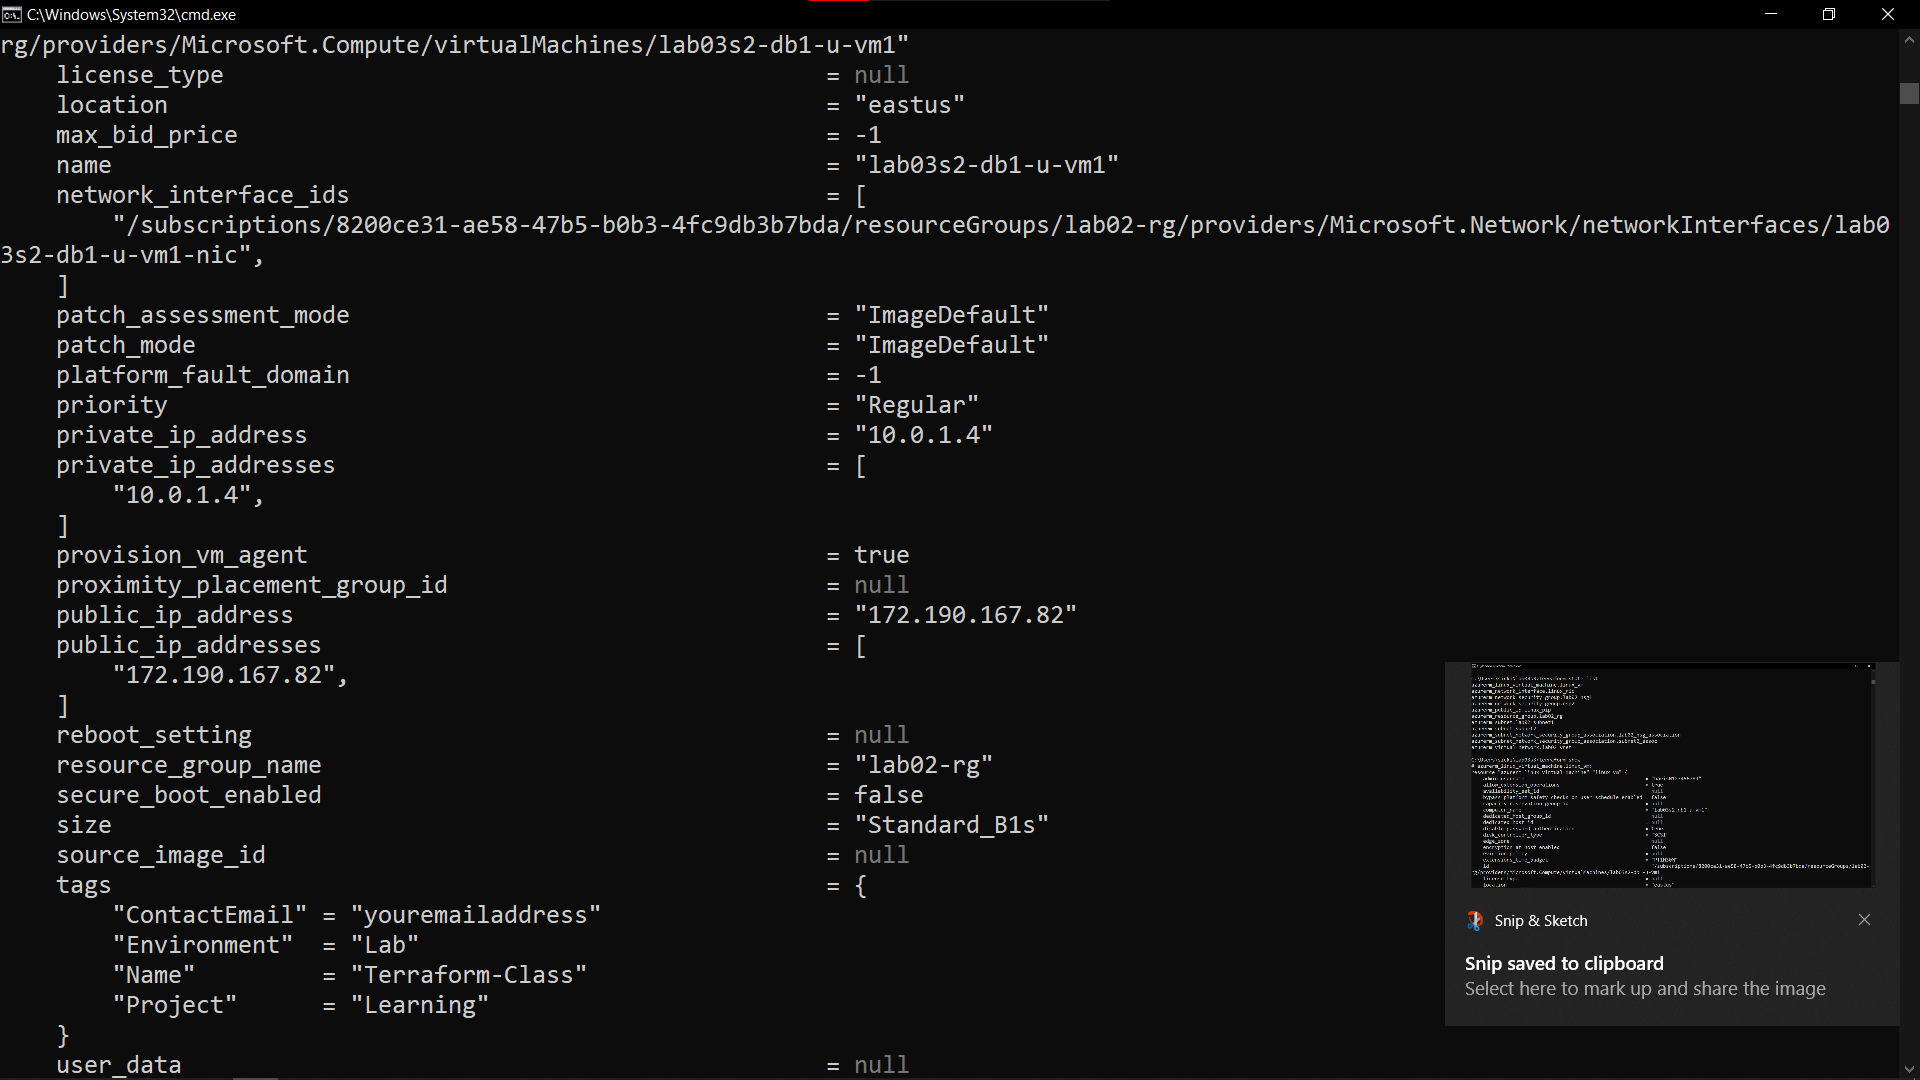 C:\Windows\System32\cmd.exe
rg/providers/Microsoft.Compute/virtualMachines/lab03s2-db1-u-vm1"
    license_type = null
    location = "eastus"
    max_bid_price = -1
    name = "lab03s2-db1-u-vm1"
    network_interface_ids = [
        "/subscriptions/8200ce31-ae58-47b5-b0b3-4fc9db3b7bda/resourceGroups/lab02-rg/providers/Microsoft.Network/networkInterfaces/lab0
3s2-db1-u-vm1-nic",
    ]
    patch_assessment_mode = "ImageDefault"
    patch_mode = "ImageDefault"
    platform_fault_domain = -1
    priority = "Regular"
    private_ip_address = "10.0.1.4"
    private_ip_addresses = [
        "10.0.1.4",
    ]
    provision_vm_agent = true
    proximity_placement_group_id = null
    public_ip_address = "172.190.167.82"
    public_ip_addresses = [
        "172.190.167.82",
    ]
    reboot_setting = null
    resource_group_name = "lab02-rg"
    secure_boot_enabled = false
    size = "Standard_B1s"
    source_image_id = null
    tags = {
        "ContactEmail" = "youremailaddress"
        "Environment" = "Lab"
        "Name" = "Terraform-Class"
        "Project" = "Learning"
    }
    user_data = null
Snip & Sketch
Snip saved to clipboard
Select here to mark up and share the image